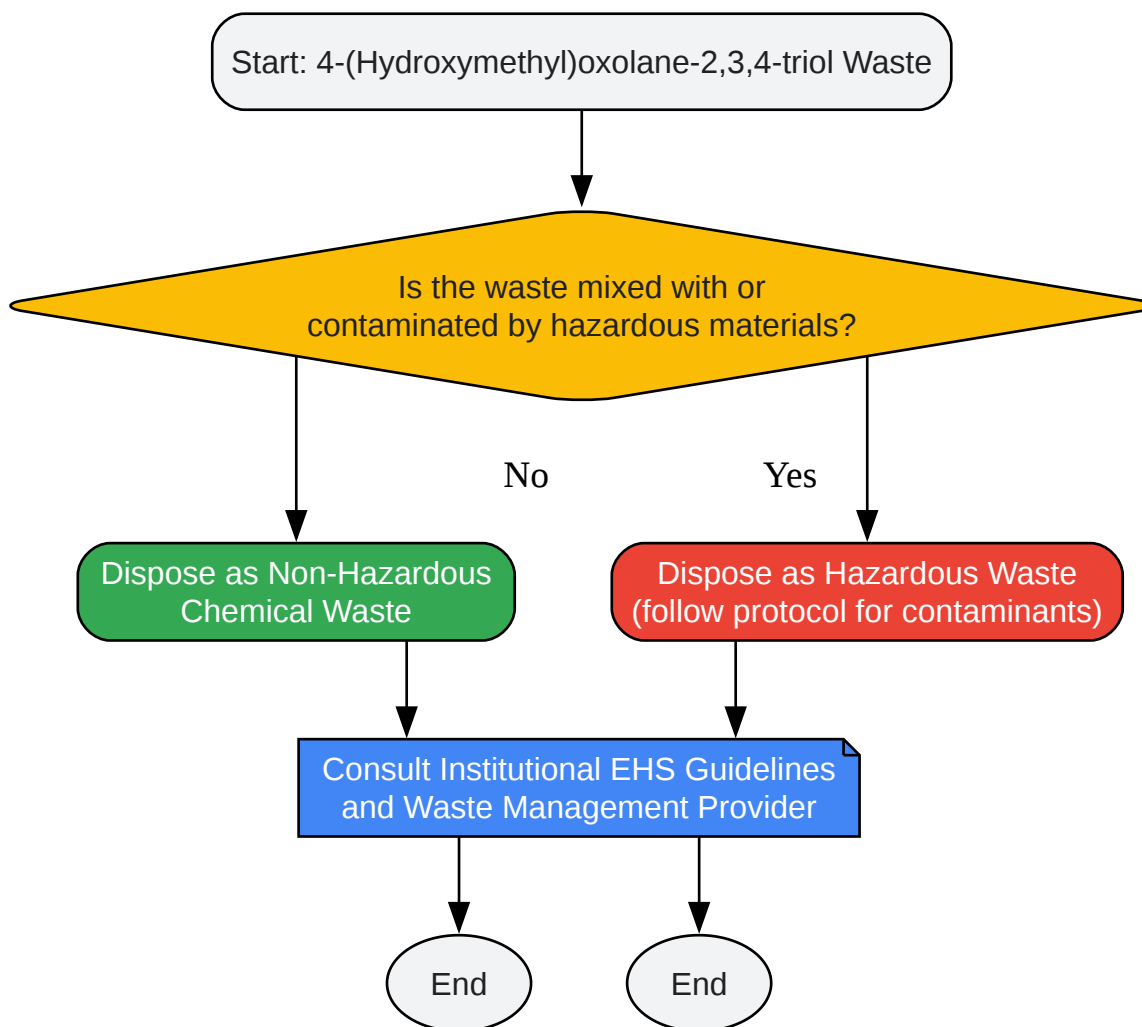 Start: 4-(Hydroxymethyl)oxolane-2,3,4-triol Waste
Is the waste mixed with or
contaminated by hazardous materials?
No
Yes
Dispose as Non-Hazardous
Chemical Waste
Dispose as Hazardous Waste
(follow protocol for contaminants)
Consult Institutional EHS Guidelines
and Waste Management Provider
End
End